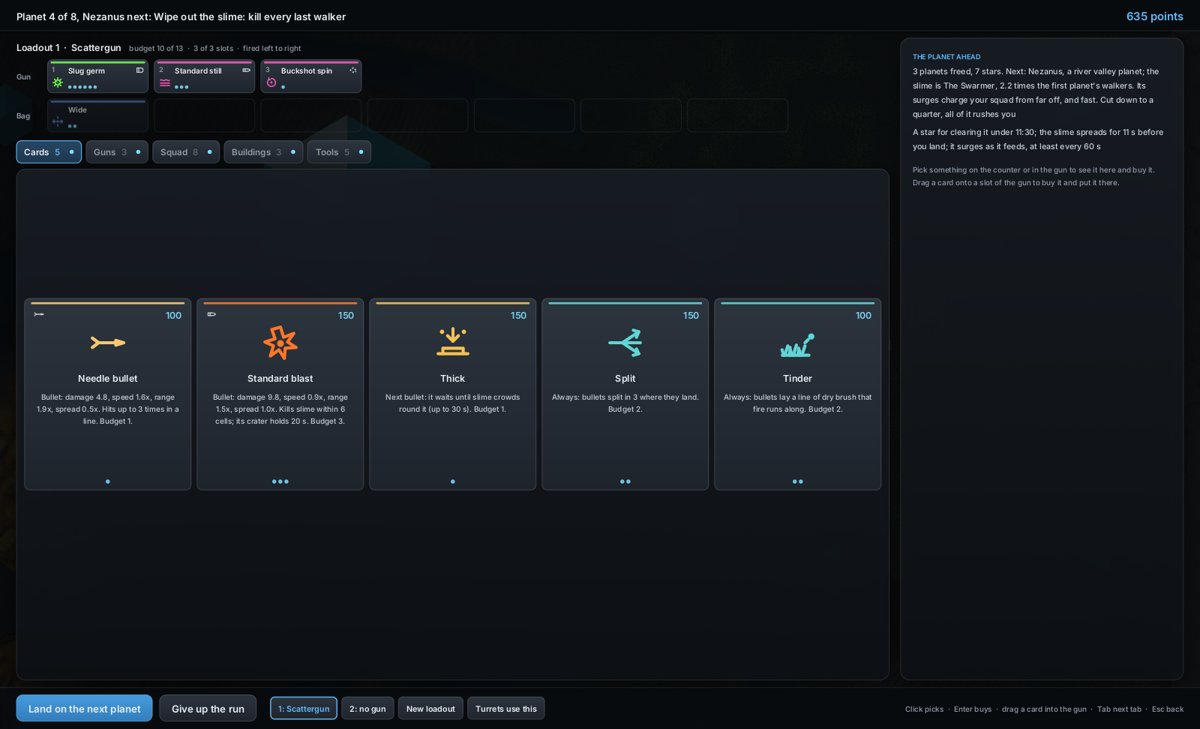 Planet 4 of 8, Nezanus next: Wipe out the slime: kill every last walker
635 points
Loadout 1 · Scattergun budget 10 of 13 · 3 of 3 slots · fired left to right
Gun
1 Slug germ
2 Standard still
3 Buckshot spin
Bag
Wide
Cards 5
Guns 3
Squad 8
Buildings 3
Tools 5
100
Needle bullet
Bullet: damage 4.8, speed 1.6x, range
1.9x, spread 0.5x. Hits up to 3 times in a
line. Budget 1.
150
Standard blast
Bullet: damage 9.8, speed 0.9x, range
1.5x, spread 1.0x. Kills slime within 6
cells; its crater holds 20 s. Budget 3.
150
Thick
Next bullet: it waits until slime crowds
round it (up to 30 s). Budget 1.
150
Split
Always: bullets split in 3 where they land.
Budget 2.
100
Tinder
Always: bullets lay a line of dry brush that
fire runs along. Budget 2.
THE PLANET AHEAD
3 planets freed, 7 stars. Next: Nezanus, a river valley planet; the
slime is The Swarmer, 2.2 times the first planet's walkers. Its
surges charge your squad from far off, and fast. Cut down to a
quarter, all of it rushes you
A star for clearing it under 11:30; the slime spreads for 11 s before
you land; it surges as it feeds, at least every 60 s
Pick something on the counter or in the gun to see it here and buy it.
Drag a card onto a slot of the gun to buy it and put it there.
Land on the next planet
Give up the run
1: Scattergun
2: no gun
New loadout
Turrets use this
Click picks · Enter buys · drag a card into the gun · Tab next tab · Esc back